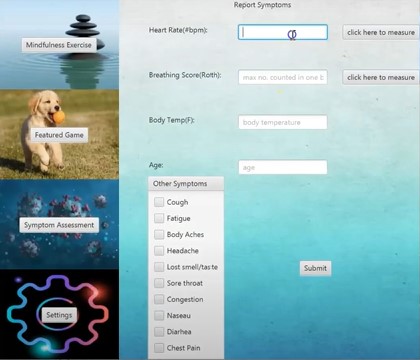 Report Symptoms
Mindfulness Exercise
Featured Game
Symptom Assessment
Settings
Heart Rate(#bpm):
click here to measure
Breathing Score(Roth):
max no. counted in one b
click here to measure
Body Temp(F):
body temperature
Age:
age
Other Symptoms
Cough
Fatigue
Body Aches
Headache
Lost smell/taste
Sore throat
Congestion
Naseau
Diarhea
Chest Pain
Submit